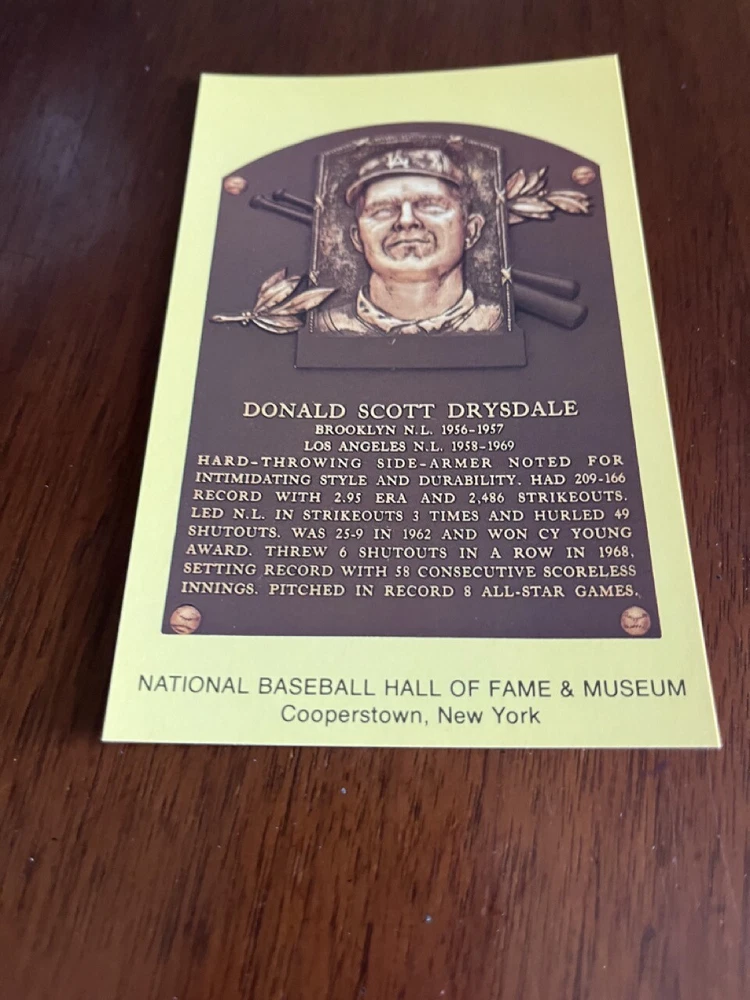 LA
DONALD SCOTT DRYSDALE
BROOKLYN N.L. 1956-1957
LOS ANGELES N.L. 1958-1969
HARD-THROWING SIDE-ARMER NOTED FOR
INTIMIDATING STYLE AND DURABILITY. HAD 209-166
RECORD WITH 2.95 ERA AND 2,486 STRIKEOUTS.
LED N.L. IN STRIKEOUTS 3 TIMES AND HURLED 49
SHUTOUTS. WAS 25-9 IN 1962 AND WON CY YOUNG
AWARD. THREW 6 SHUTOUTS IN A ROW IN 1968,
SETTING RECORD WITH 58 CONSECUTIVE SCORELESS
INNINGS. PITCHED IN RECORD 8 ALL-STAR GAMES.
NATIONAL BASEBALL HALL OF FAME & MUSEUM
Cooperstown, New York